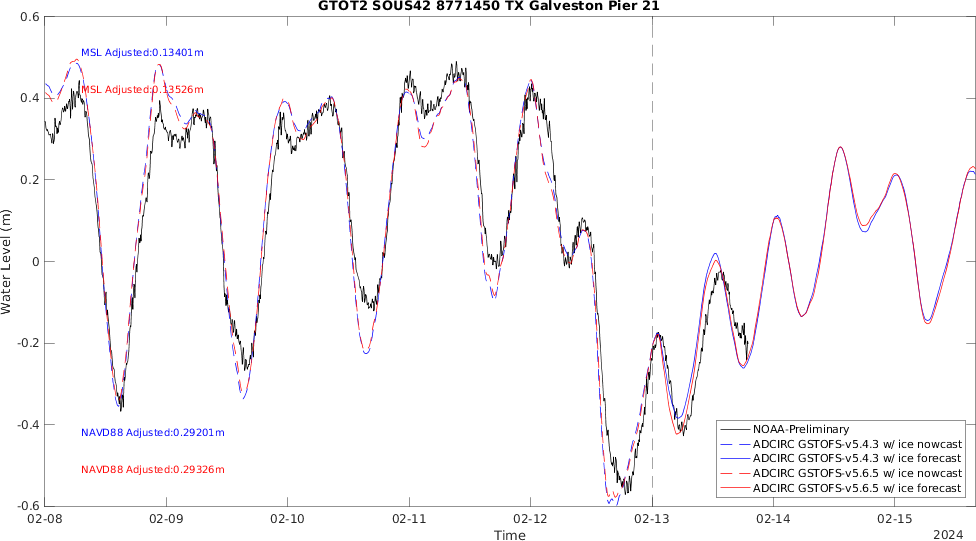 GTOT2 SOUS42 8771450 TX Galveston Pier 21
0.6
MSL Adjusted:0.13401m
MSL Adjusted:0.13526m
0.4
0.2
0
-0.2
-0.4
-0.6
Water Level (m)
NAVD88 Adjusted:0.29201m
NAVD88 Adjusted:0.29326m
NOAA-Preliminary
ADCIRC GSTOFS-v5.4.3 w/ ice nowcast
ADCIRC GSTOFS-v5.4.3 w/ ice forecast
ADCIRC GSTOFS-v5.6.5 w/ ice nowcast
ADCIRC GSTOFS-v5.6.5 w/ ice forecast
02-08 02-09 02-10 02-11 02-12 02-13 02-14 02-15
Time
2024